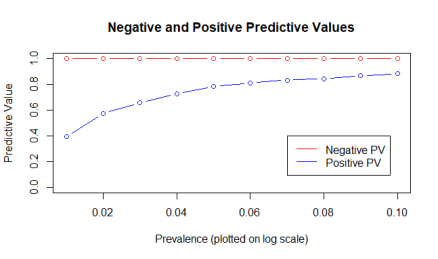 Negative and Positive Predictive Values
Predictive Value
1.0
0.8
0.6
0.4
0.2
0.0
Negative PV
Positive PV
0.02 0.04 0.06 0.08 0.10
Prevalence (plotted on log scale)